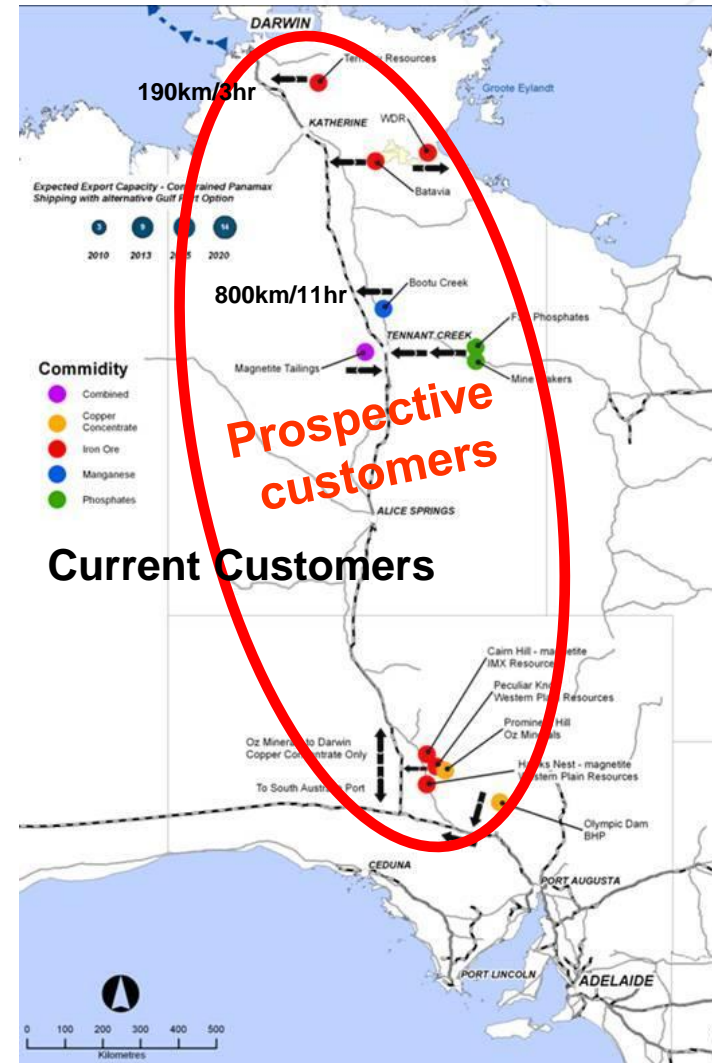 DARWIN
Territory Resources
190km/3hr
Groote Eylandt
KATHERINE
WDR
Batavia
Expected Export Capacity - Constrained Panamax
Shipping with alternative Gulf Port Option
3
9
14
2010
2013
2020
Bootu Creek
800km/11hr
Phosphates
TENNANT CREEK
Magnetite Tailings
Mine Makers
Commidity
Combined
Copper
Concentrate
Iron Ore
Manganese
Phosphates
Prospective
customers
ALICE SPRINGS
Current Customers
Cairn Hill - magnetite
IMX Resources
Peculiar Knob
Western Plain Resources
Prominent Hill
Oz Minerals
Oz Minerals to Darwin
Copper Concentrate Only
Hawks Nest - magnetite
Western Plain Resources
To South Australia Port
Olympic Dam
BHP
CEDUNA
PORT AUGUSTA
PORT LINCOLN
ADELAIDE
0 100 200 300 400 500
Kilometres